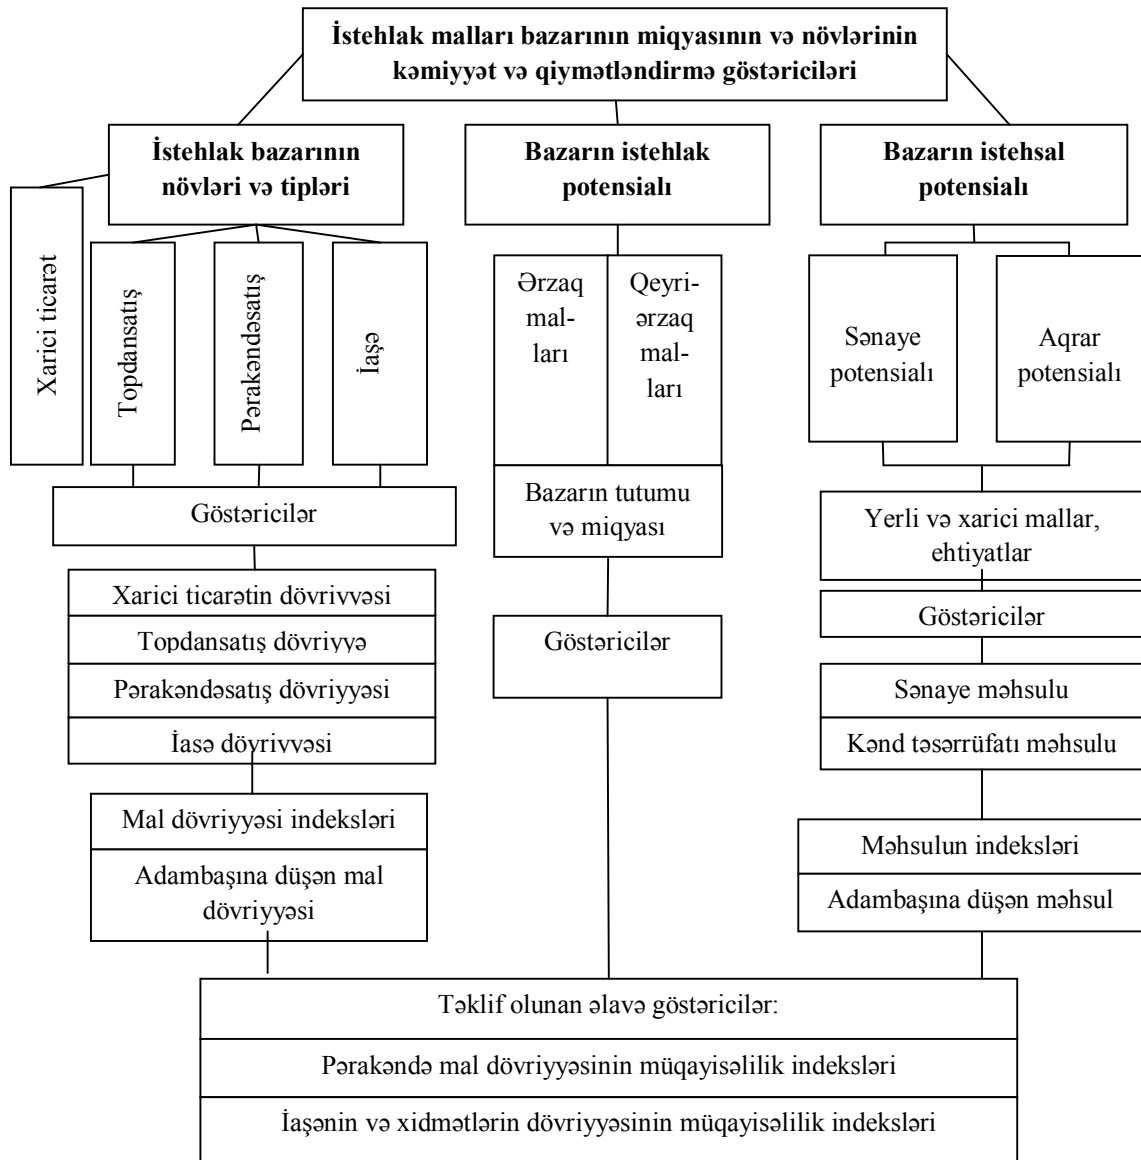 İstehlak malları bazarının miqyasının və növlərinin
kəmiyyət və qiymətləndirmə göstəriciləri
İstehlak bazarının
növləri və tipləri
Bazarın istehlak
potensialı
Bazarın istehsal
potensialı
Xarici ticarət
Topdansatış
Pərakəndəsatış
İaşə
Ərzaq
mal-
ları
Qeyri-
ərzaq
mal-
ları
Sənaye
potensialı
Aqrar
potensialı
Göstəricilər
Bazarın tutumu
və miqyası
Yerli və xarici mallar,
ehtiyatlar
Xarici ticarətin dövriyyəsi
Topdansatış dövriyyə
Pərakəndəsatış dövriyyəsi
İaşə dövriyyəsi
Göstəricilər
Göstəricilər
Sənaye məhsulu
Kənd təsərrüfatı məhsulu
Mal dövriyyəsi indeksləri
Adambaşına düşən mal
dövriyyəsi
Məhsulun indeksləri
Adambaşına düşən məhsul
Təklif olunan əlavə göstəricilər:
Pərakəndə mal dövriyyəsinin müqayisəlilik indeksləri
İaşənin və xidmətlərin dövriyyəsinin müqayisəlilik indeksləri